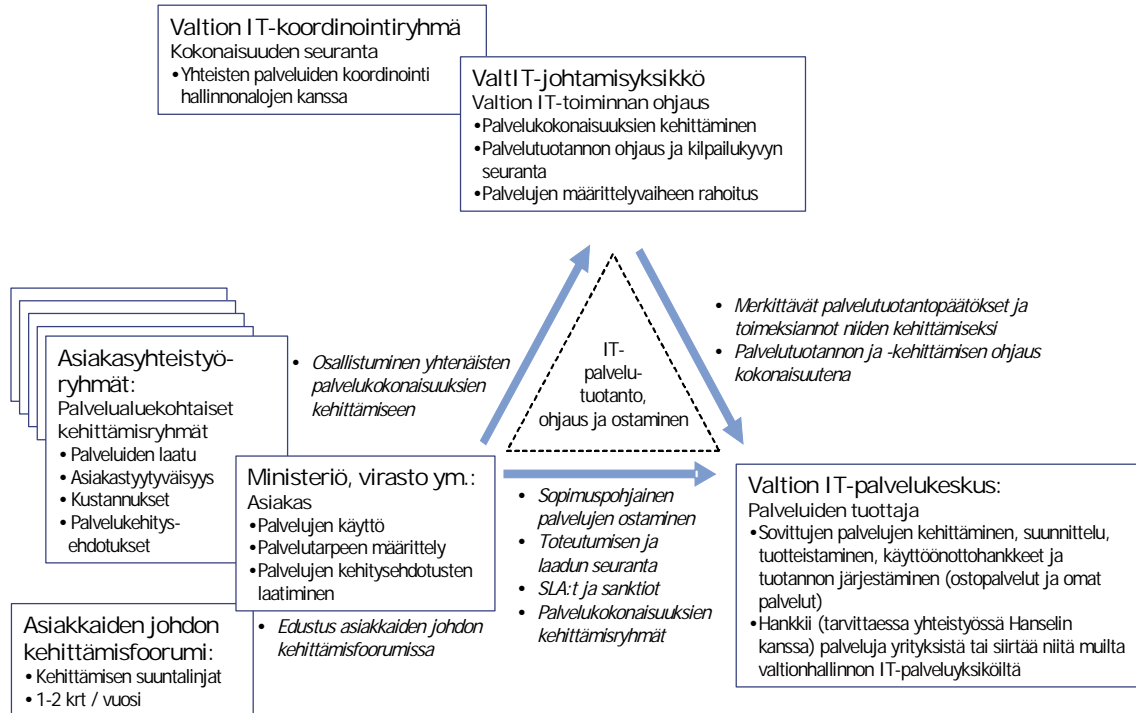 Valtion IT-koordinointiryhmä
Kokonaisuuden seuranta
•Yhteisten palveluiden koordinointi
hallinnonalojen kanssa
ValtIT-johtamisyksikkö
Valtion IT-toiminnan ohjaus
•Palvelukokonaisuuksien kehittäminen
•Palvelutuotannon ohjaus ja kilpailukyvyn
seuranta
•Palvelujen määrittelyvaiheen rahoitus
Asiakasyhteistyö-
ryhmät:
Palvelualuekohtaiset
kehittämisryhmät
• Palveluiden laatu
• Asiakastyytyväisyys
• Kustannukset
• Palvelukehitys-
ehdotukset
• Osallistuminen yhtenäisten
palvelukokonaisuuksien
kehittämiseen
IT-
palvelu-
tuotanto,
ohjaus ja ostaminen
• Merkittävät palvelutuotantopäätökset ja
toimeksiannot niiden kehittämiseksi
• Palvelutuotannon ja -kehittämisen ohjaus
kokonaisuutena
Ministeriö, virasto ym.:
Asiakas
•Palvelujen käyttö
•Palvelutarpeen määrittely
•Palvelujen kehitysehdotusten
laatiminen
• Edustus asiakkaiden johdon
kehittämisfoorumissa
• Sopimuspohjainen
palvelujen ostaminen
• Toteutumisen ja
laadun seuranta
• SLA:t ja sanktiot
• Palvelukokonaisuuksien
kehittämisryhmät
Valtion IT-palvelukeskus:
Palveluiden tuottaja
•Sovittujen palvelujen kehittäminen, suunnittelu,
tuotteistaminen, käyttöönottohankkeet ja
tuotannon järjestäminen (ostopalvelut ja omat
palvelut)
•Hankkii (tarvittaessa yhteistyössä Hanselin
kanssa) palveluja yrityksistä tai siirtää niitä muilta
valtionhallinnon IT-palveluyksiköiltä
Asiakkaiden johdon
kehittämisfoorumi:
• Kehittämisen suuntalinjat
• 1-2 krt / vuosi